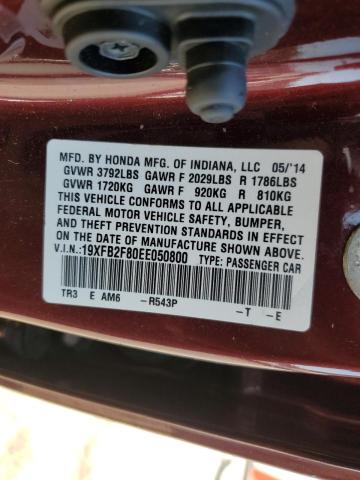 MFD. BY HONDA MFG. OF INDIANA, LLC 05/'14
GVWR 3792LBS GAWR F 2029LBS R 1786LBS
GVWR 1720KG GAWR F 920KG R 810KG
THIS VEHICLE CONFORMS TO ALL APPLICABLE
FEDERAL MOTOR VEHICLE SAFETY, BUMPER,
AND THEFT PREVENTION STANDARDS IN
EFFECT ON THE DATE OF MANUFACTURE SHOWN ABOVE.
V.I.N.:19XFB2F80EE050800 TYPE: PASSENGER CAR
TR3 E AM6 -R543P -T -E